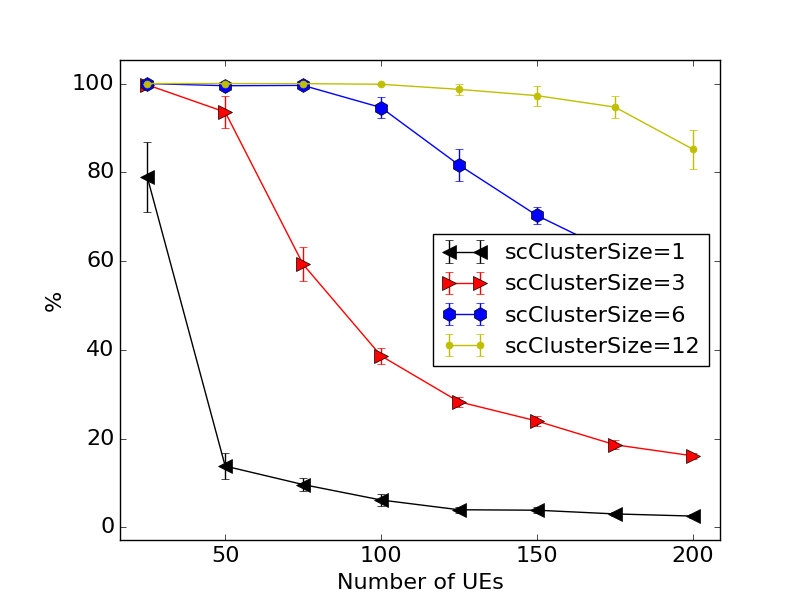 100
80
60
40
20
0
%
50 100 150 200
Number of UEs
scClusterSize=1
scClusterSize=3
scClusterSize=6
scClusterSize=12